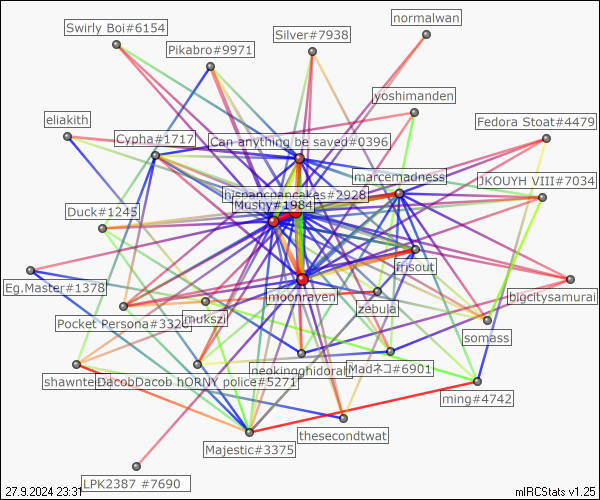 Swirly Boi#6154
normalwan
Silver#7938
Pikabro#9971
yoshimanden
eliakith
Fedora Stoat#4479
Cypha#1717
Can anything be saved#0396
marcemadness
JKOUYH VIII#7034
hispanicpancakes#2928
Mushy#1984
Duck#1245
frisout
Eg.Master#1378
moonraven
bigcitysamurai
zebula
mukszi
Pocket Persona#332
somass
neokingghidorah
Madネコ#6901
shawnte
DacobDacob hORNY police#5271
ming#4742
thesecondtwat
Majestic#3375
LPK2387 #7690
27.9.2024 23:31
mIRCStats v1.25